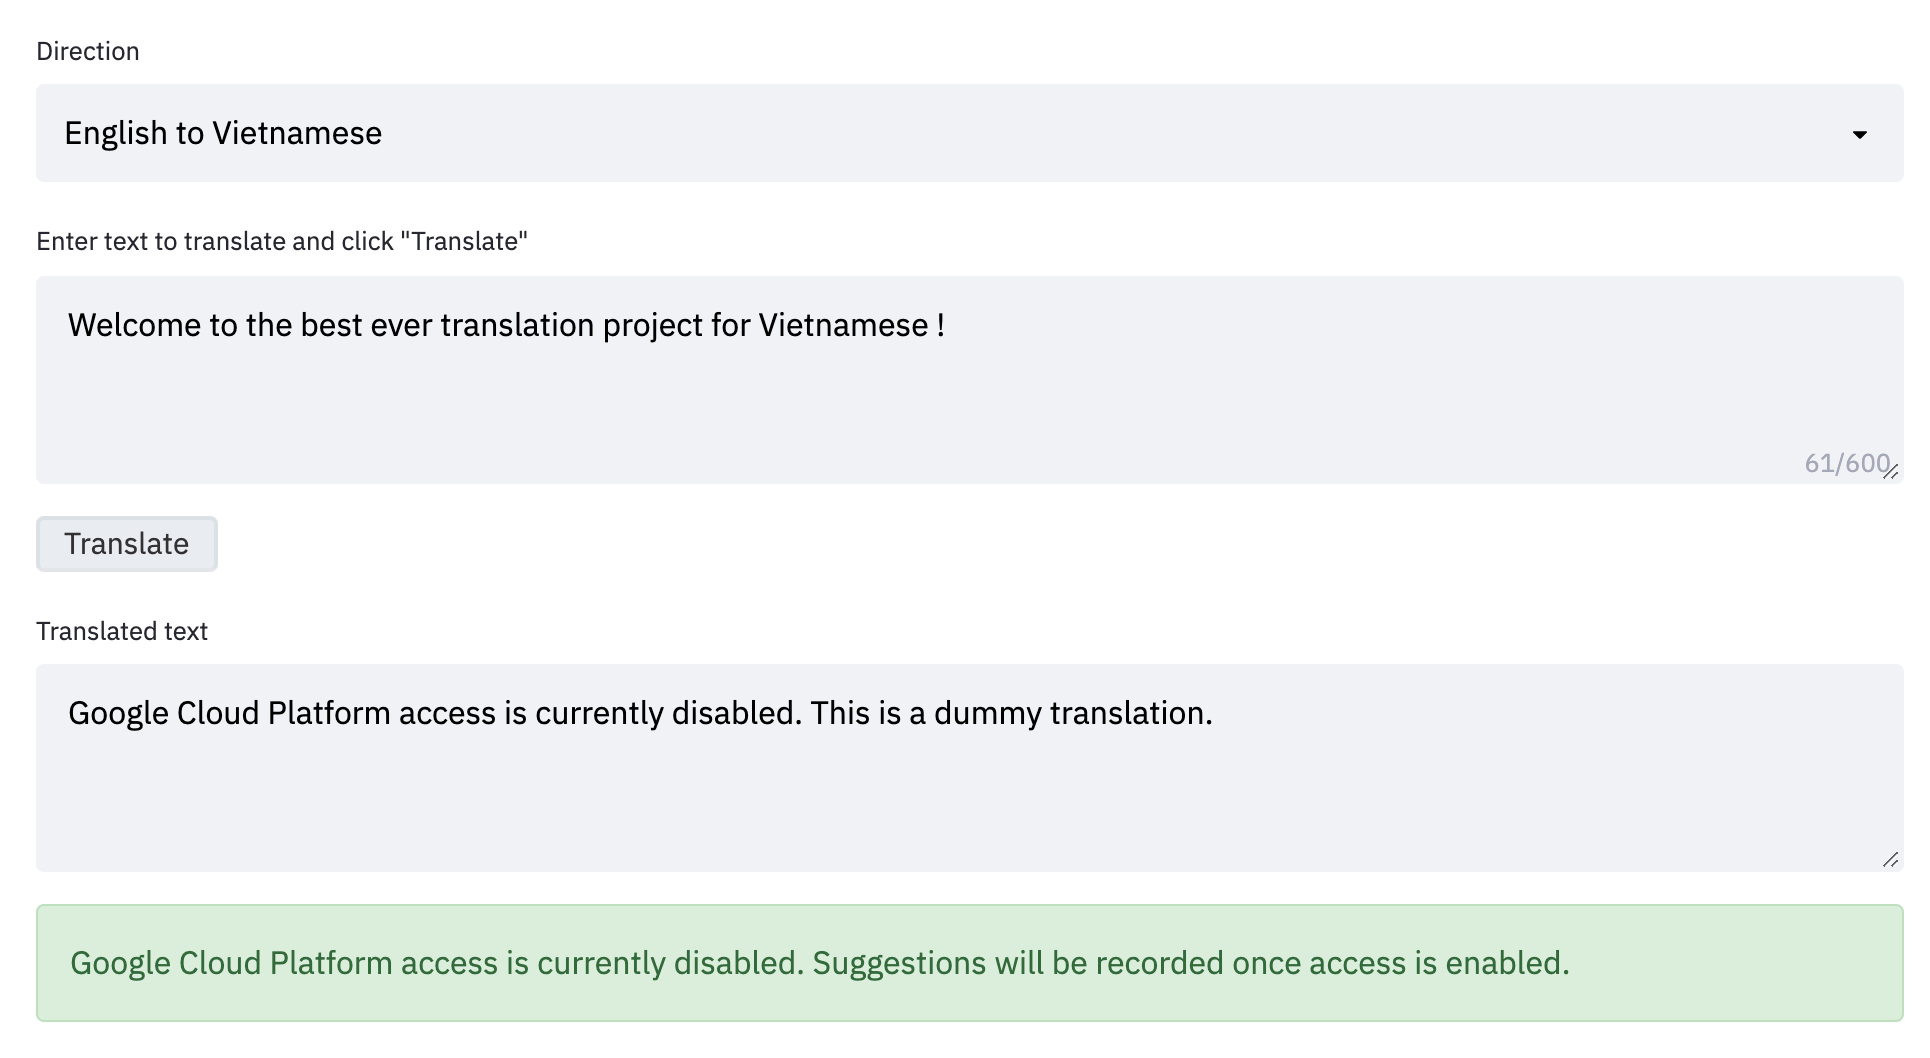 Direction
English to Vietnamese
Enter text to translate and click "Translate"
Welcome to the best ever translation project for Vietnamese !
61/600
Translate
Translated text
Google Cloud Platform access is currently disabled. This is a dummy translation.
Google Cloud Platform access is currently disabled. Suggestions will be recorded once access is enabled.